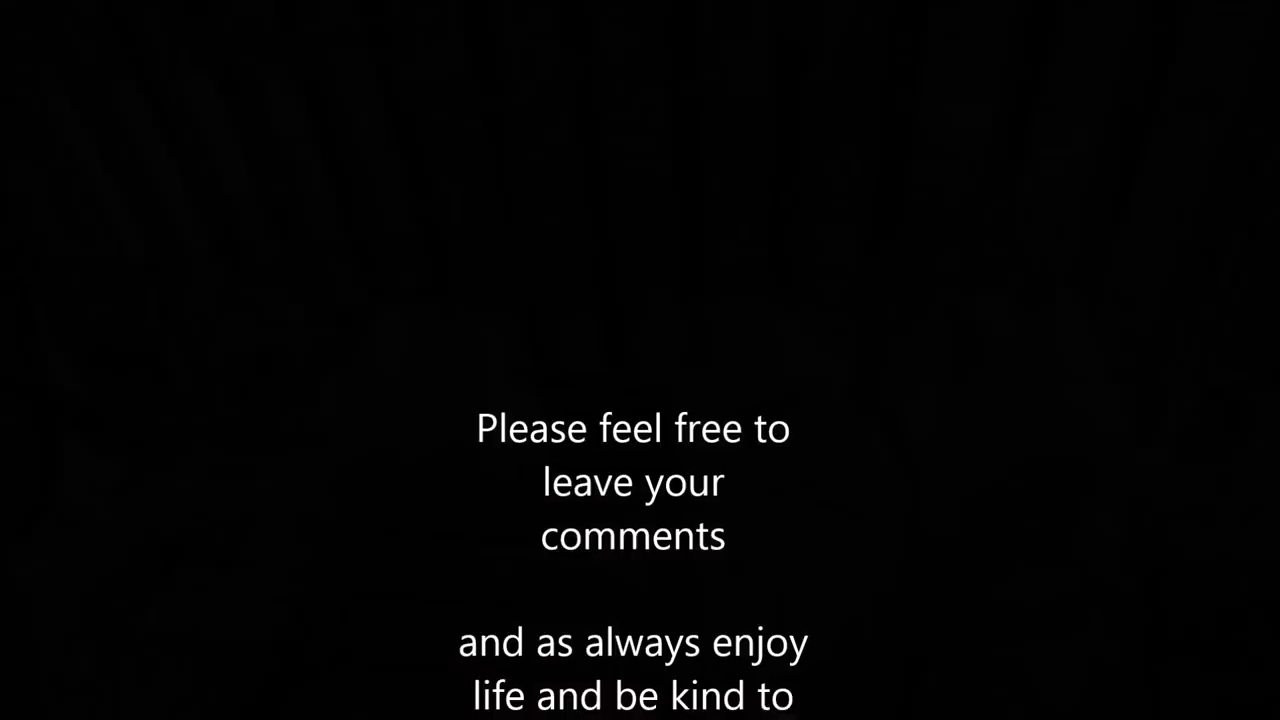 Please feel free to
leave your
comments
and as always enjoy
life and be kind to